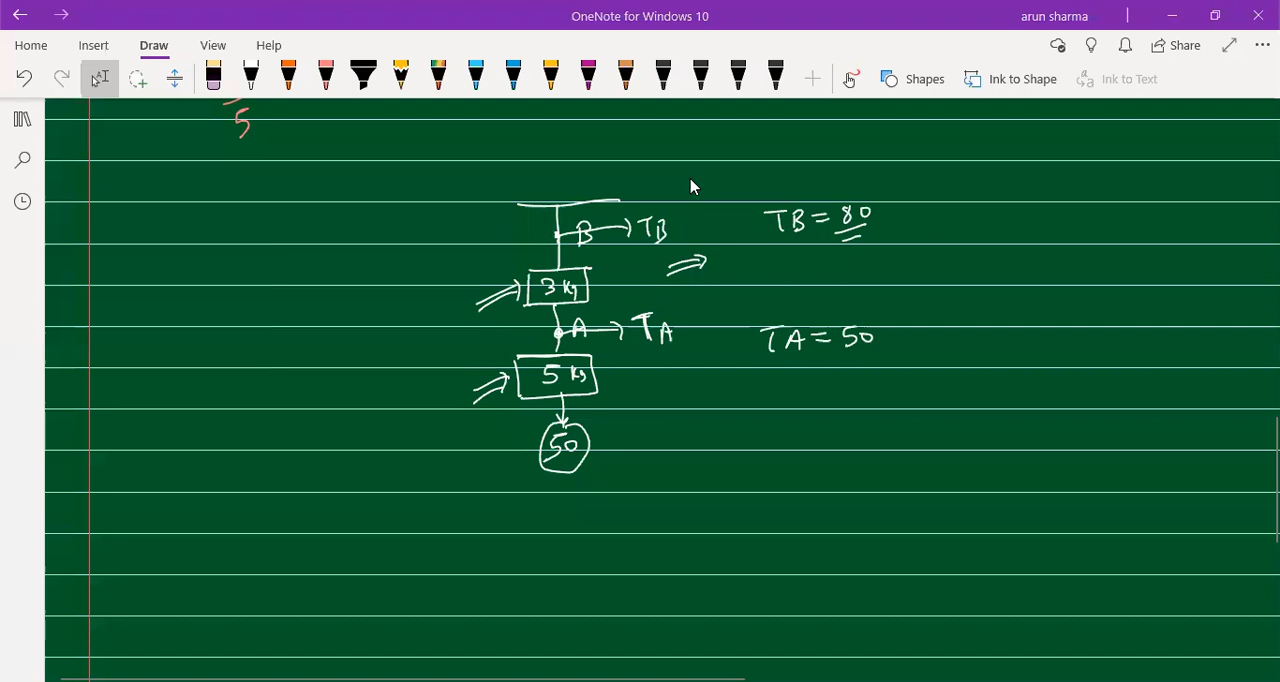 OneNote for Windows 10
arun sharma
Home Insert Draw View Help
Share
Shapes
Ink to Shape
Ink to Text
5
B → TB
TB = 80
3 kg
A → TA
TA = 50
5 kg
50